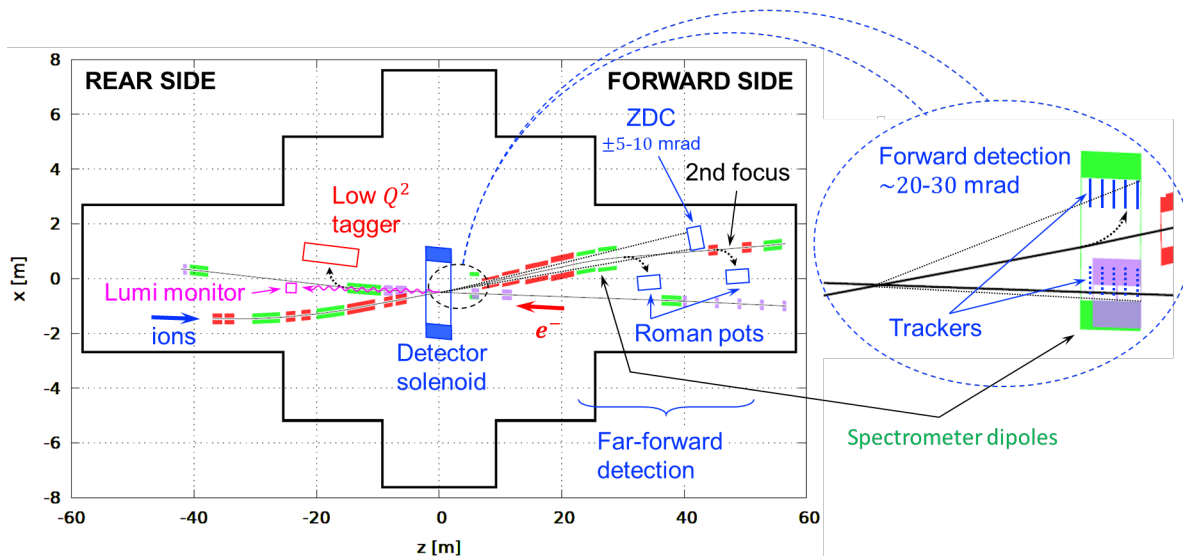 REAR SIDE
FORWARD SIDE
ZDC
±5-10 mrad
2nd focus
Low Q²
tagger
Lumi monitor
ions
e⁻
Detector
solenoid
Roman pots
Far-forward
detection
Forward detection
~20-30 mrad
Trackers
Spectrometer dipoles
x [m]
8
6
4
2
0
-2
-4
-6
-8
-60
-40
-20
0
20
40
60
z [m]